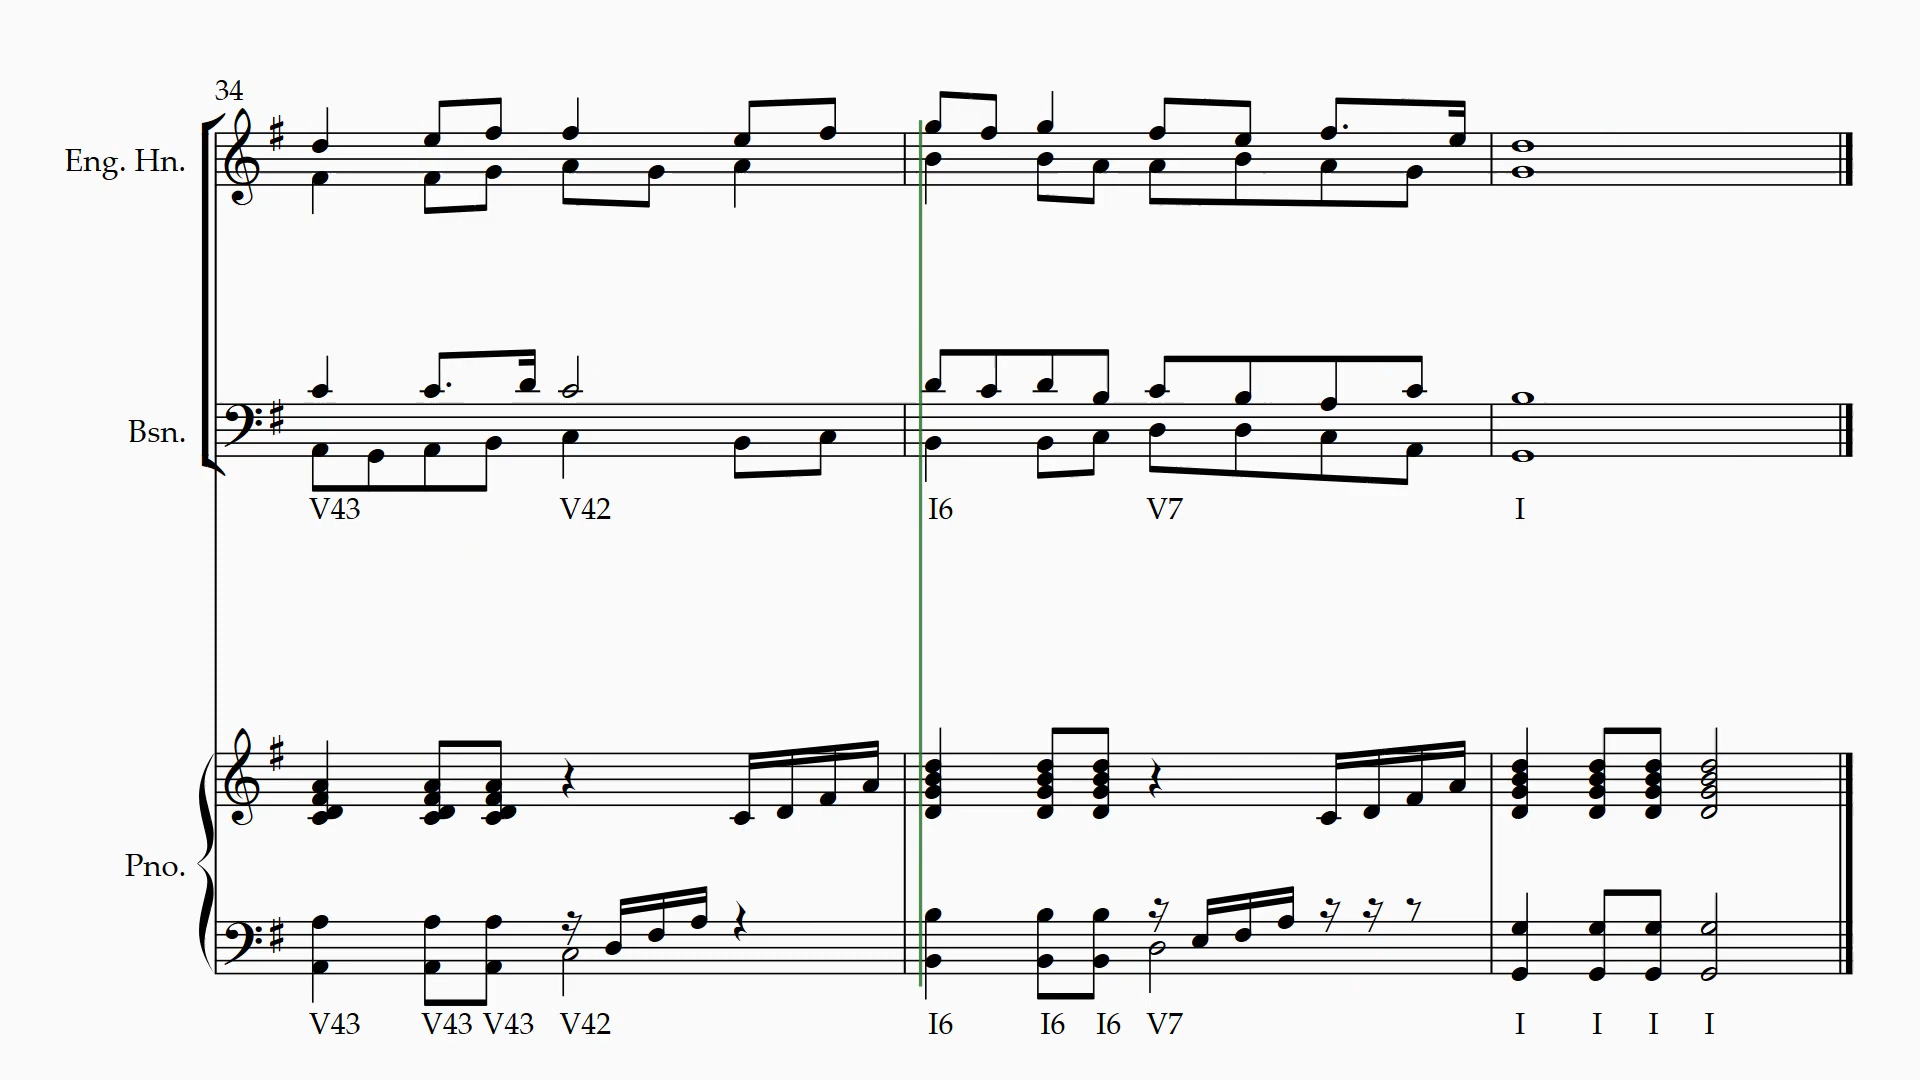 34
Eng. Hn.
Bsn.
V43 V42 I6 V7 I
Pno.
V43 V43 V43 V42 I6 I6 I6 V7 I I I I